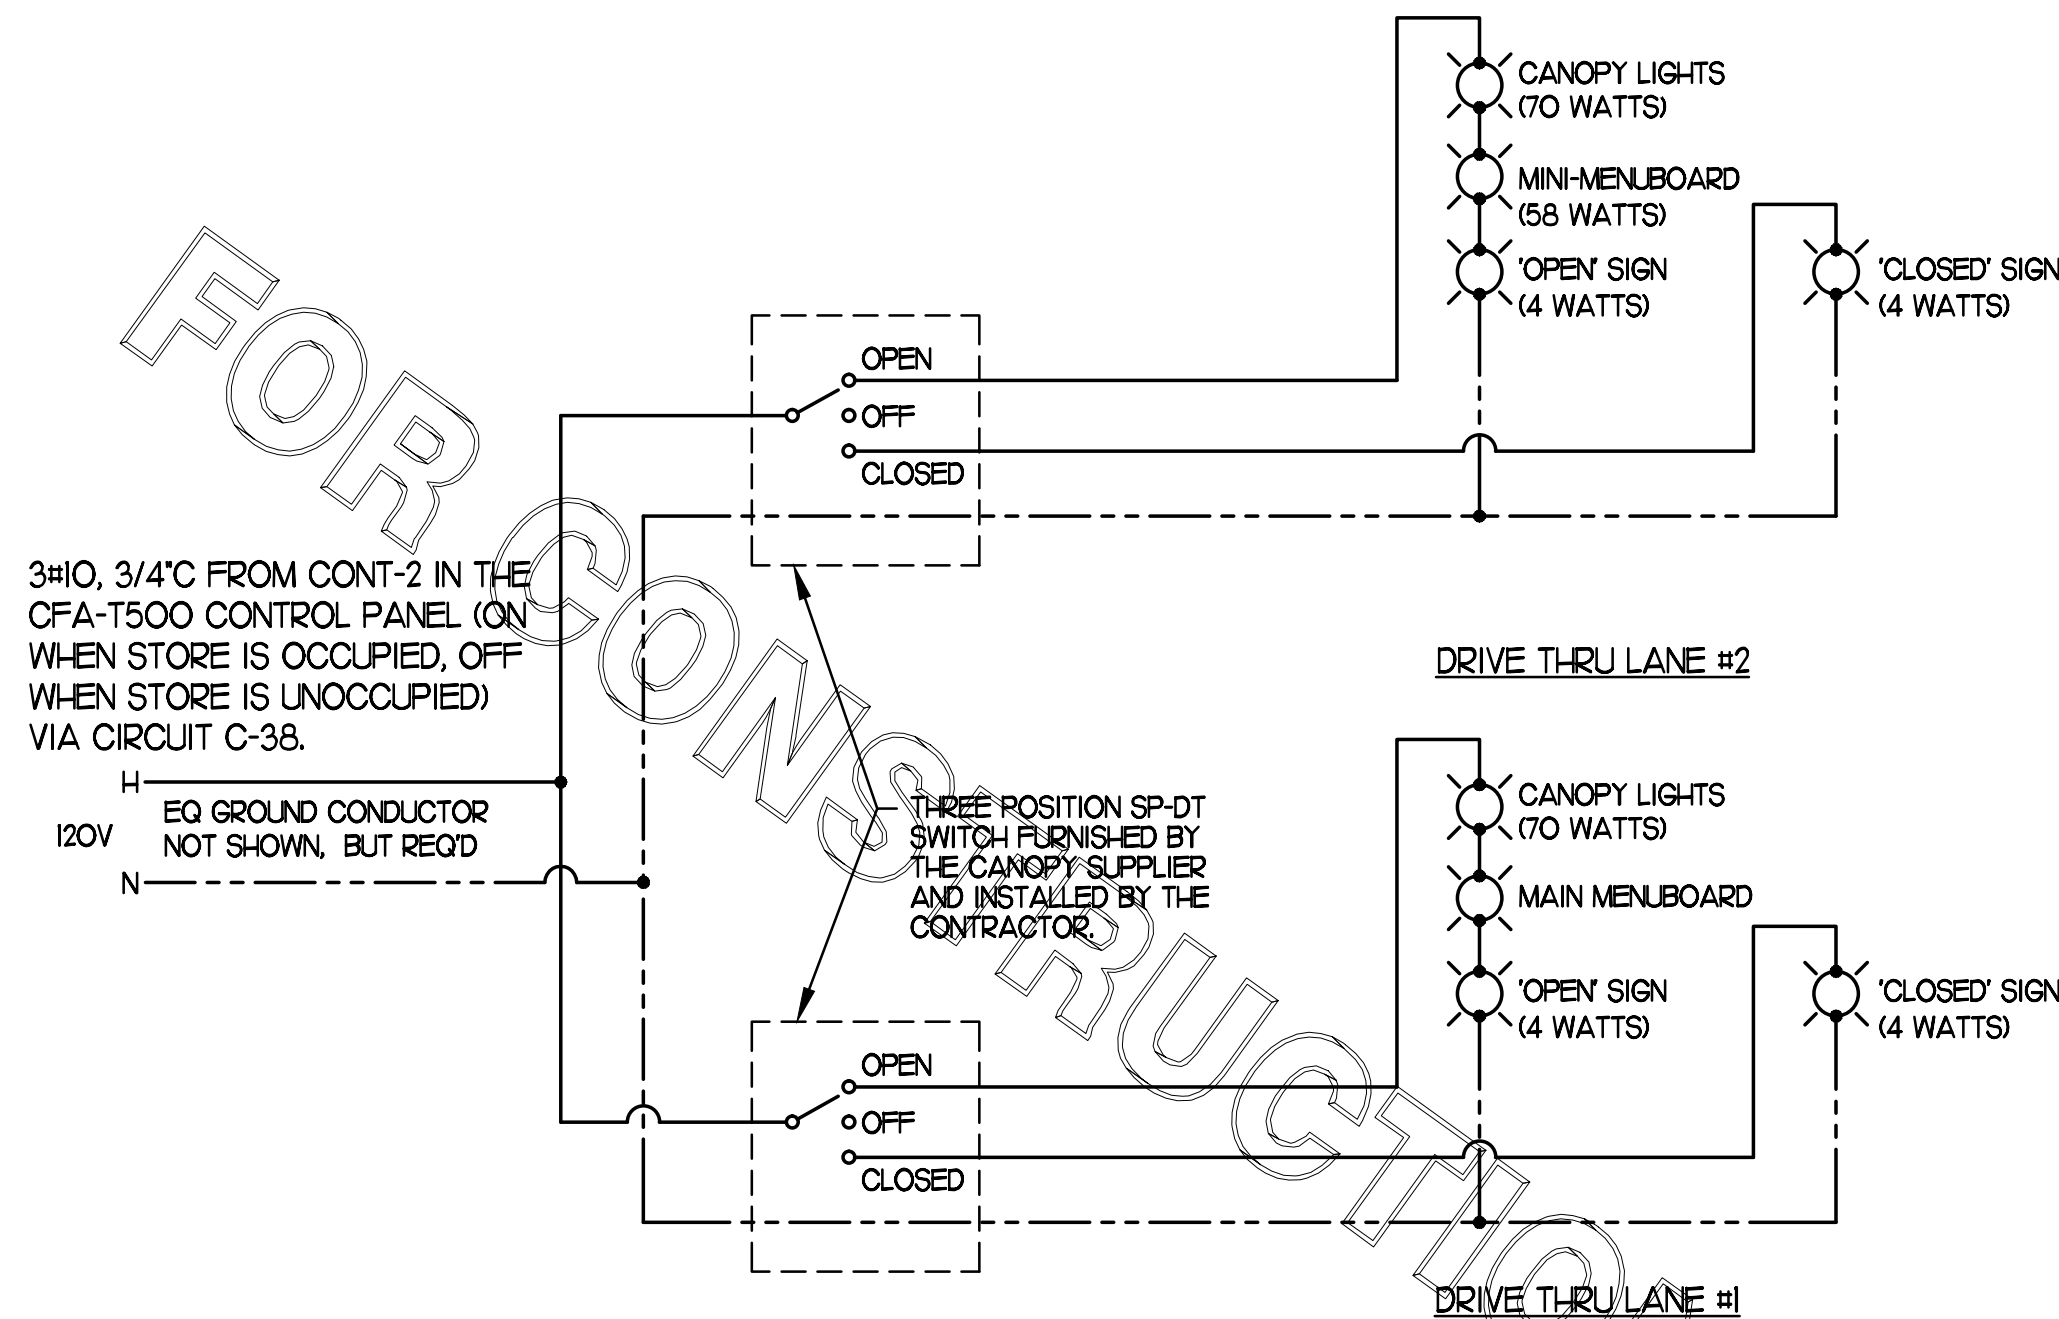 CANOPY LIGHTS
(70 WATTS)
MINI-MENUBOARD
(58 WATTS)
'OPEN' SIGN
(4 WATTS)
'CLOSED' SIGN
(4 WATTS)
OPEN
OFF
CLOSED
3#10, 3/4"C FROM CONT-2 IN THE
CFA-T500 CONTROL PANEL (ON
WHEN STORE IS OCCUPIED, OFF
WHEN STORE IS UNOCCUPIED)
VIA CIRCUIT C-38.
DRIVE THRU LANE #2
H
120V
EQ GROUND CONDUCTOR
NOT SHOWN, BUT REQ'D
N
THREE POSITION SP-DT
SWITCH FURNISHED BY
THE CANOPY SUPPLIER
AND INSTALLED BY THE
CONTRACTOR.
CANOPY LIGHTS
(70 WATTS)
MAIN MENUBOARD
'OPEN' SIGN
(4 WATTS)
'CLOSED' SIGN
(4 WATTS)
OPEN
OFF
CLOSED
DRIVE THRU LANE #1
FOR CONSTRUCTIO